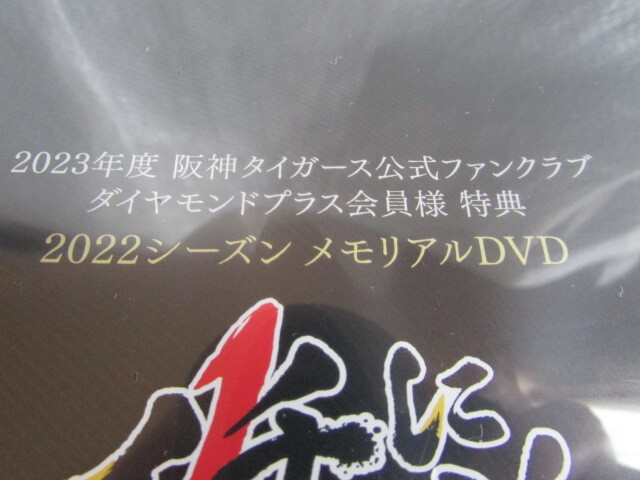 2023年度 阪神タイガース公式ファンクラブ
ダイヤモンドプラス会員様 特典
2022シーズン メモリアルDVD
に